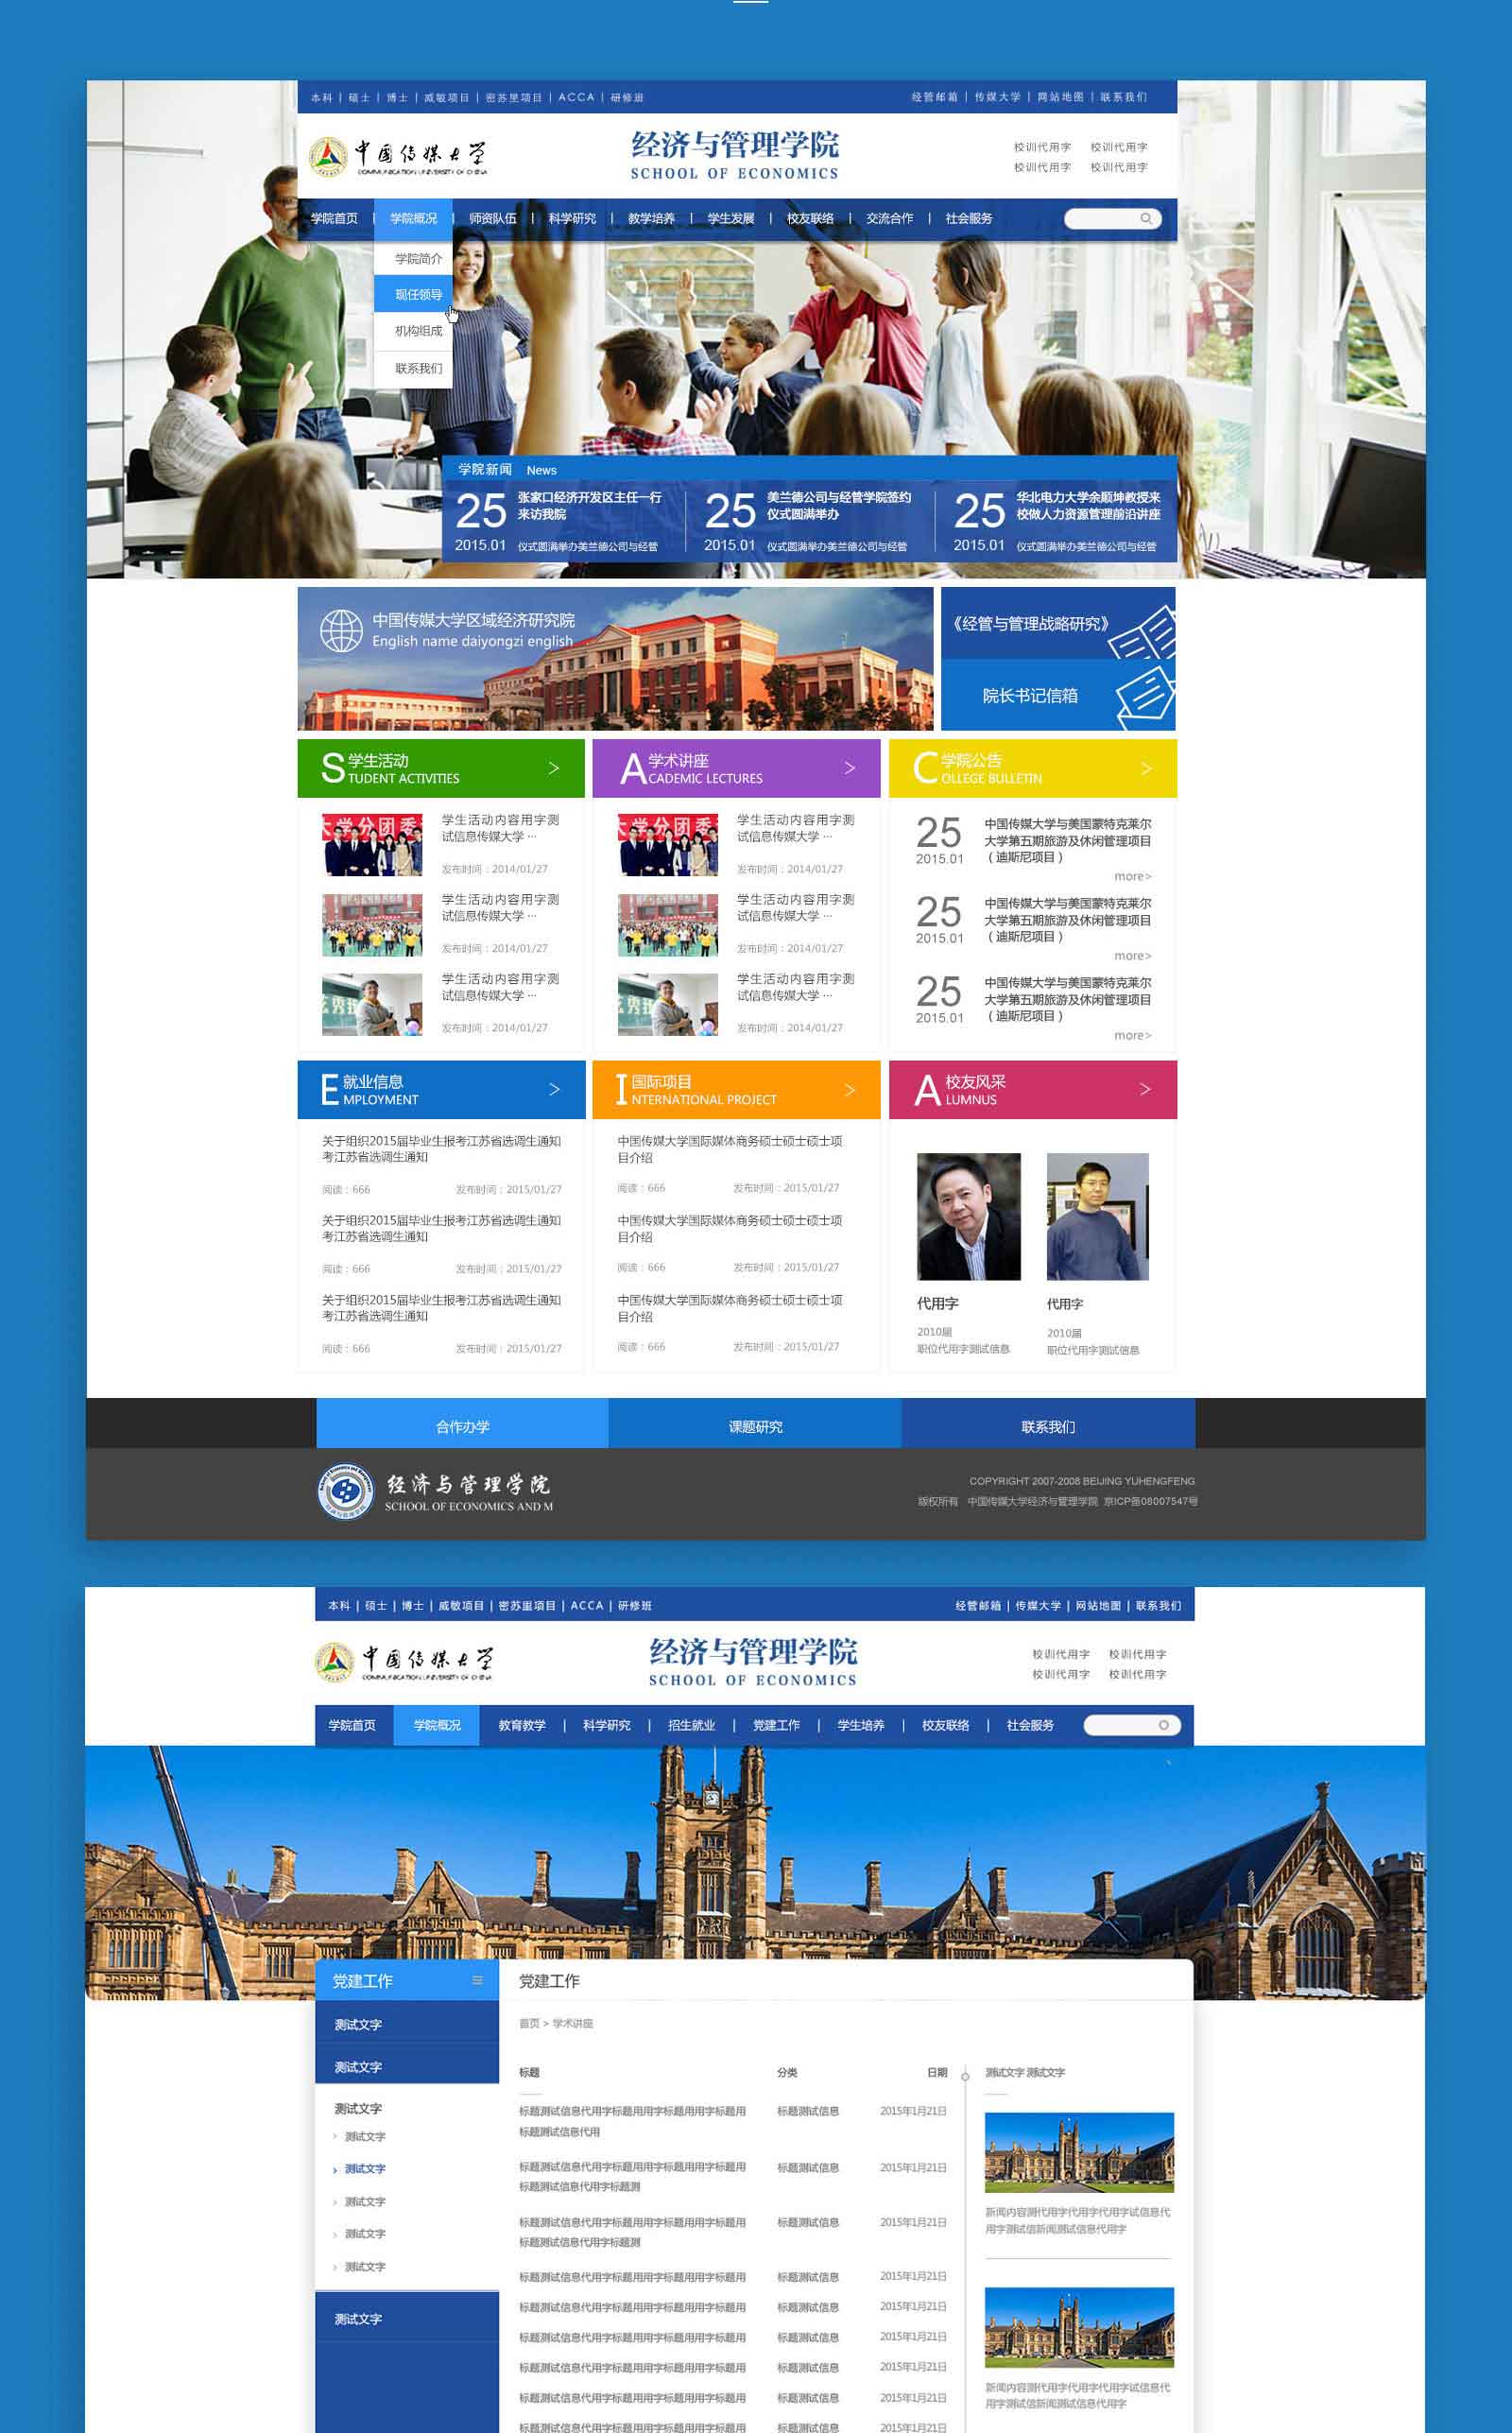 本科 | 硕士 | 博士 | 威敏项目 | 密苏里项目 | ACCA | 研修班
经管邮箱 | 传媒大学 | 网站地图 | 联系我们
中国传媒大学
COMMUNICATION UNIVERSITY OF CHINA
经济与管理学院
SCHOOL OF ECONOMICS
校训代用字 校训代用字
校训代用字 校训代用字
学院首页 | 学院概况 | 师资队伍 | 科学研究 | 教学培养 | 学生发展 | 校友联络 | 交流合作 | 社会服务
学院简介
现任领导
机构组成
联系我们
学院新闻 News
25
2015.01
张家口经济开发区主任一行
来访我院
仪式圆满举办美兰德公司与经管
25
2015.01
美兰德公司与经管学院签约
仪式圆满举办
仪式圆满举办美兰德公司与经管
25
2015.01
华北电力大学余顺坤教授来
校做人力资源管理前沿讲座
仪式圆满举办美兰德公司与经管
中国传媒大学区域经济研究院
English name daiyongzi english
《经管与管理战略研究》
院长书记信箱
学生活动
STUDENT ACTIVITIES
>
学生活动内容用字测
试信息传媒大学 ...
发布时间：2014/01/27
学生活动内容用字测
试信息传媒大学 ...
发布时间：2014/01/27
学生活动内容用字测
试信息传媒大学 ...
发布时间：2014/01/27
学术讲座
ACADEMIC LECTURES
>
学生活动内容用字测
试信息传媒大学 ...
发布时间：2014/01/27
学生活动内容用字测
试信息传媒大学 ...
发布时间：2014/01/27
学生活动内容用字测
试信息传媒大学 ...
发布时间：2014/01/27
学院公告
COLLEGE BULLETIN
>
25
2015.01
中国传媒大学与美国蒙特克莱尔
大学第五期旅游及休闲管理项目
（迪斯尼项目）
more>
25
2015.01
中国传媒大学与美国蒙特克莱尔
大学第五期旅游及休闲管理项目
（迪斯尼项目）
more>
25
2015.01
中国传媒大学与美国蒙特克莱尔
大学第五期旅游及休闲管理项目
（迪斯尼项目）
more>
就业信息
EMPLOYMENT
>
关于组织2015届毕业生报考江苏省选调生通知
考江苏省选调生通知
阅读：666 发布时间：2015/01/27
关于组织2015届毕业生报考江苏省选调生通知
考江苏省选调生通知
阅读：666 发布时间：2015/01/27
关于组织2015届毕业生报考江苏省选调生通知
考江苏省选调生通知
阅读：666 发布时间：2015/01/27
国际项目
INTERNATIONAL PROJECT
>
中国传媒大学国际媒体商务硕士硕士硕士项
目介绍
阅读：666 发布时间：2015/01/27
中国传媒大学国际媒体商务硕士硕士硕士项
目介绍
阅读：666 发布时间：2015/01/27
中国传媒大学国际媒体商务硕士硕士硕士项
目介绍
阅读：666 发布时间：2015/01/27
校友风采
ALUMNUS
>
代用字
2010届
职位代用字测试信息
代用字
2010届
职位代用字测试信息
合作办学
课题研究
联系我们
经济与管理学院
SCHOOL OF ECONOMICS AND M
COPYRIGHT 2007-2008 BEIJING YUHENGFENG
版权所有 中国传媒大学经济与管理学院 京ICP备08007547号
本科 | 硕士 | 博士 | 威敏项目 | 密苏里项目 | ACCA | 研修班
经管邮箱 | 传媒大学 | 网站地图 | 联系我们
中国传媒大学
COMMUNICATION UNIVERSITY OF CHINA
经济与管理学院
SCHOOL OF ECONOMICS
校训代用字 校训代用字
校训代用字 校训代用字
学院首页 学院概况 教育教学 | 科学研究 | 招生就业 | 党建工作 | 学生培养 | 校友联络 | 社会服务
党建工作
测试文字
测试文字
测试文字
测试文字
测试文字
测试文字
测试文字
测试文字
测试文字
党建工作
首页 > 学术讲座
标题 分类 日期
标题测试信息代用字标题用用字标题用用字标题用 标题测试信息 2015年1月21日
标题测试信息代用
标题测试信息代用字标题用用字标题用用字标题用 标题测试信息 2015年1月21日
标题测试信息代用字标题测
标题测试信息代用字标题用用字标题用用字标题用 标题测试信息 2015年1月21日
标题测试信息代用字标题测
标题测试信息代用字标题用用字标题用用字标题用 标题测试信息 2015年1月21日
标题测试信息代用字标题用用字标题用用字标题用 标题测试信息 2015年1月21日
标题测试信息代用字标题用用字标题用用字标题用 标题测试信息 2015年1月21日
标题测试信息代用字标题用用字标题用用字标题用 标题测试信息 2015年1月21日
标题测试信息代用字标题用用字标题用用字标题用 标题测试信息 2015年1月21日
标题测试信息代用字标题用用字标题用用字标题用 标题测试信息 2015年1月21日
测试文字 测试文字
新闻内容测代用字代用字代用字试信息代
用字测试信新闻测试信息代用字
新闻内容测代用字代用字代用字试信息代
用字测试信新闻测试信息代用字